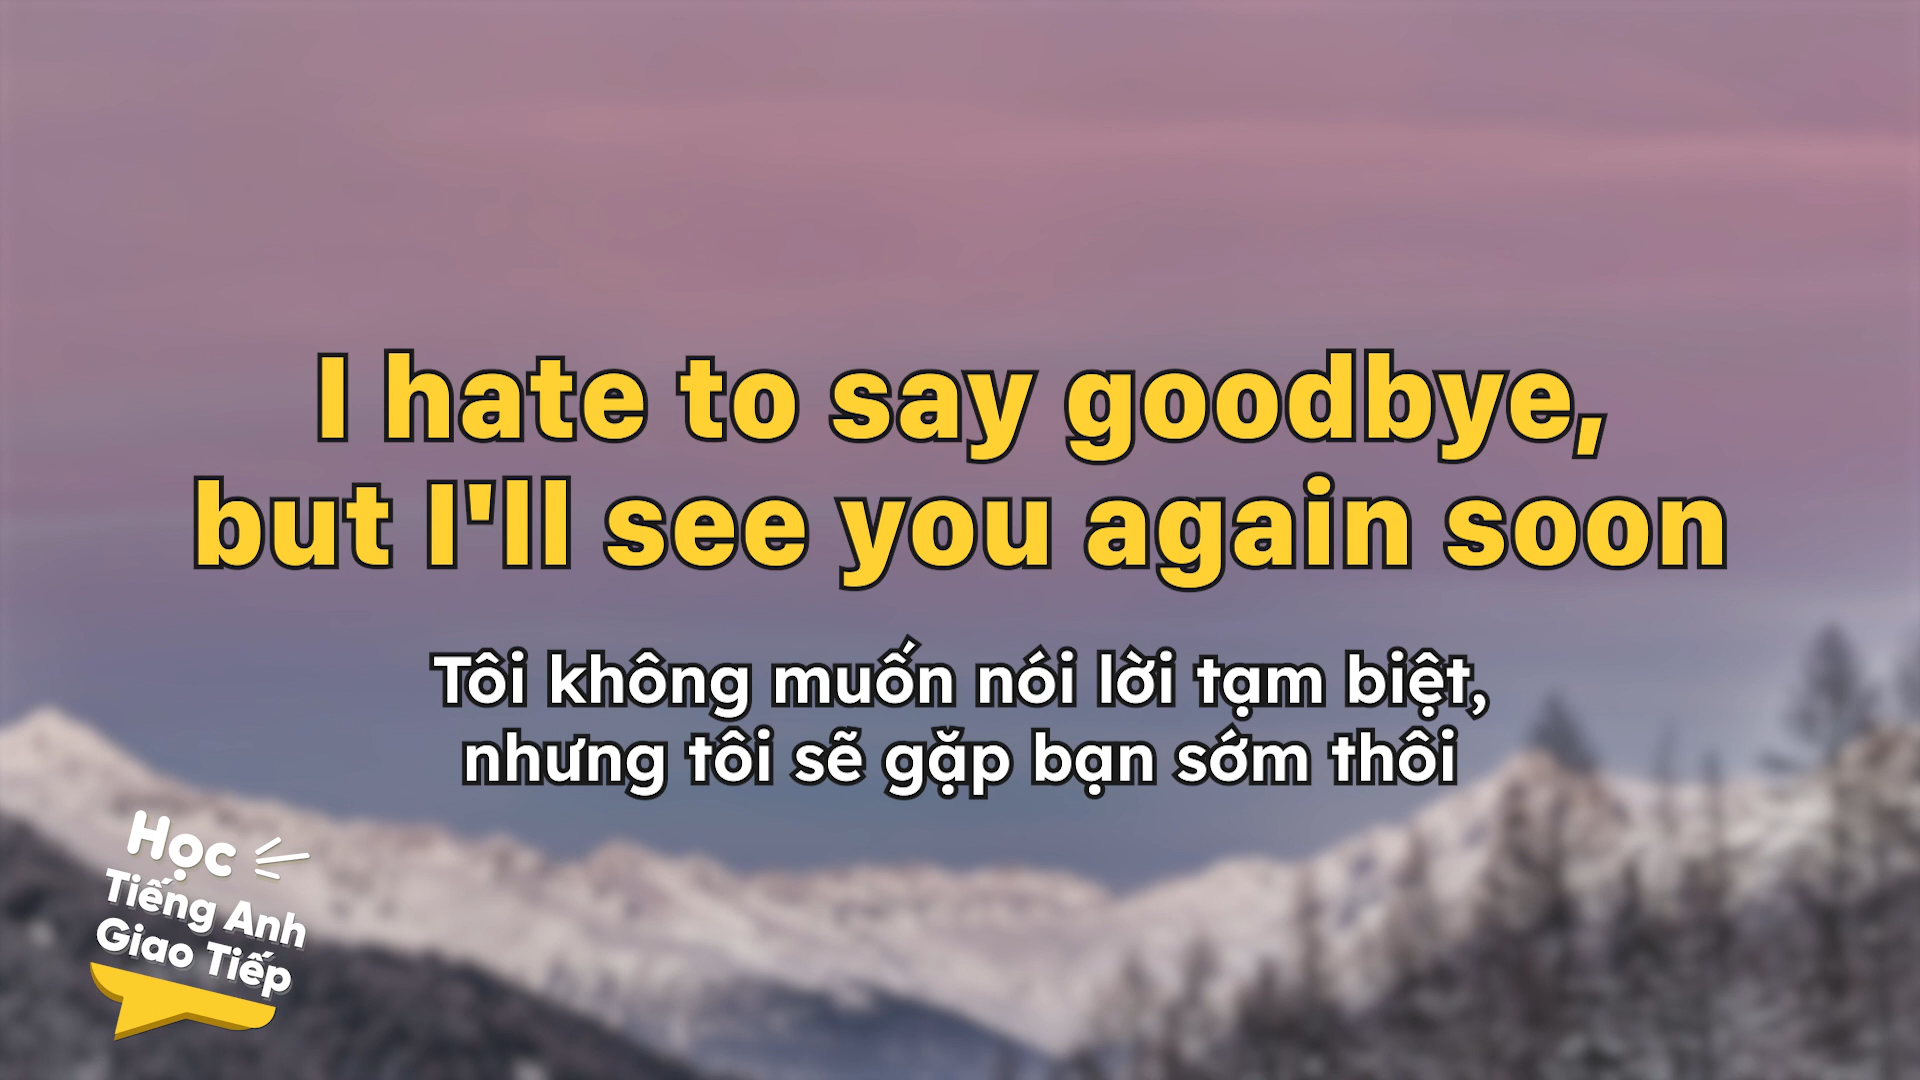 I hate to say goodbye,
but I'll see you again soon
Tôi không muốn nói lời tạm biệt,
nhưng tôi sẽ gặp bạn sớm thôi
Học
Tiếng Anh
Giao Tiếp